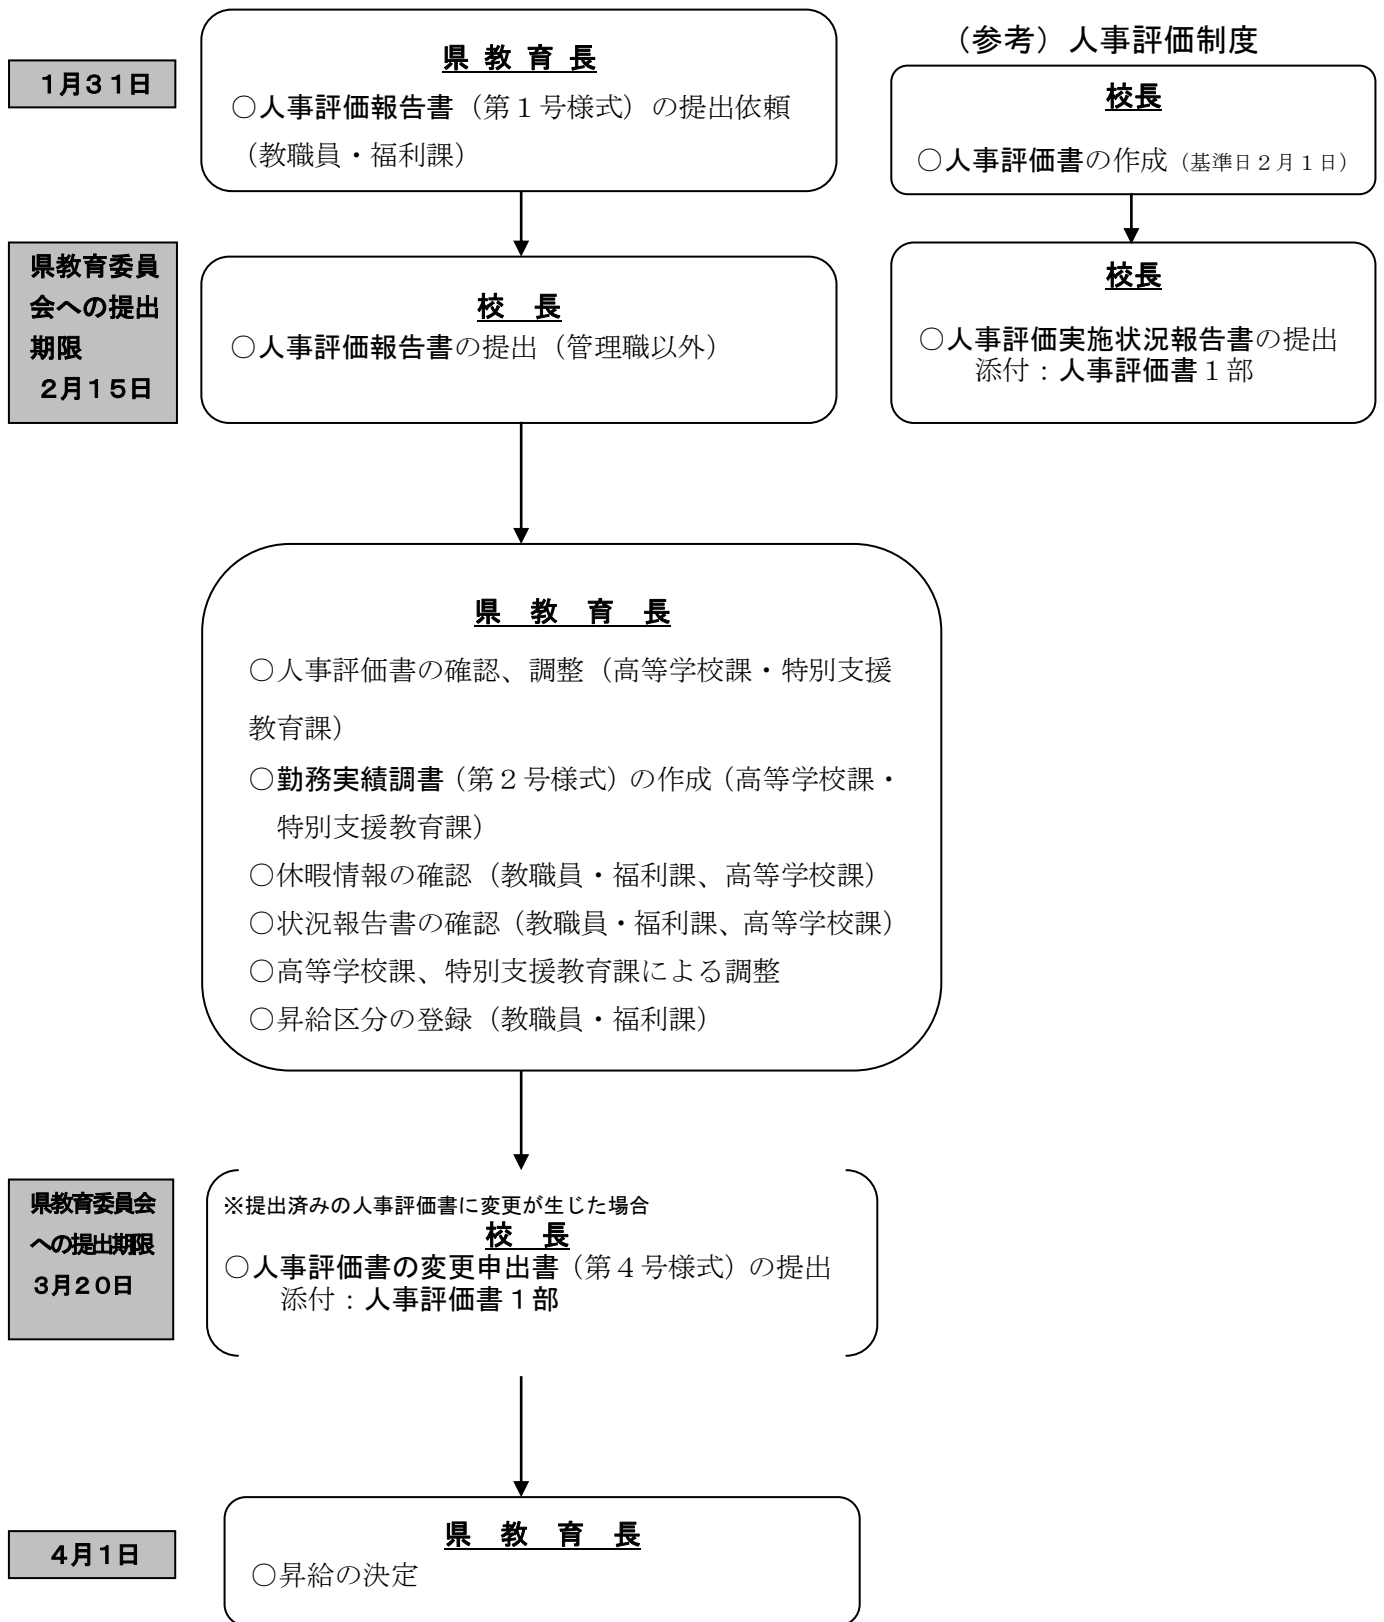 １月３１日
県 教 育 長
○人事評価報告書（第１号様式）の提出依頼
（教職員・福利課）
（参考）人事評価制度
校長
○人事評価書の作成（基準日２月１日）
県教育委員
会への提出
期限
２月１５日
校　長
○人事評価報告書の提出（管理職以外）
校長
○人事評価実施状況報告書の提出
添付：人事評価書１部
県　教　育　長
○人事評価書の確認、調整（高等学校課・特別支援
教育課）
○勤務実績調書（第２号様式）の作成（高等学校課・
特別支援教育課）
○休暇情報の確認（教職員・福利課、高等学校課）
○状況報告書の確認（教職員・福利課、高等学校課）
○高等学校課、特別支援教育課による調整
○昇給区分の登録（教職員・福利課）
県教育委員会
への提出期限
３月２０日
※提出済みの人事評価書に変更が生じた場合
校　長
○人事評価書の変更申出書（第４号様式）の提出
添付：人事評価書１部
４月１日
県　教　育　長
○昇給の決定